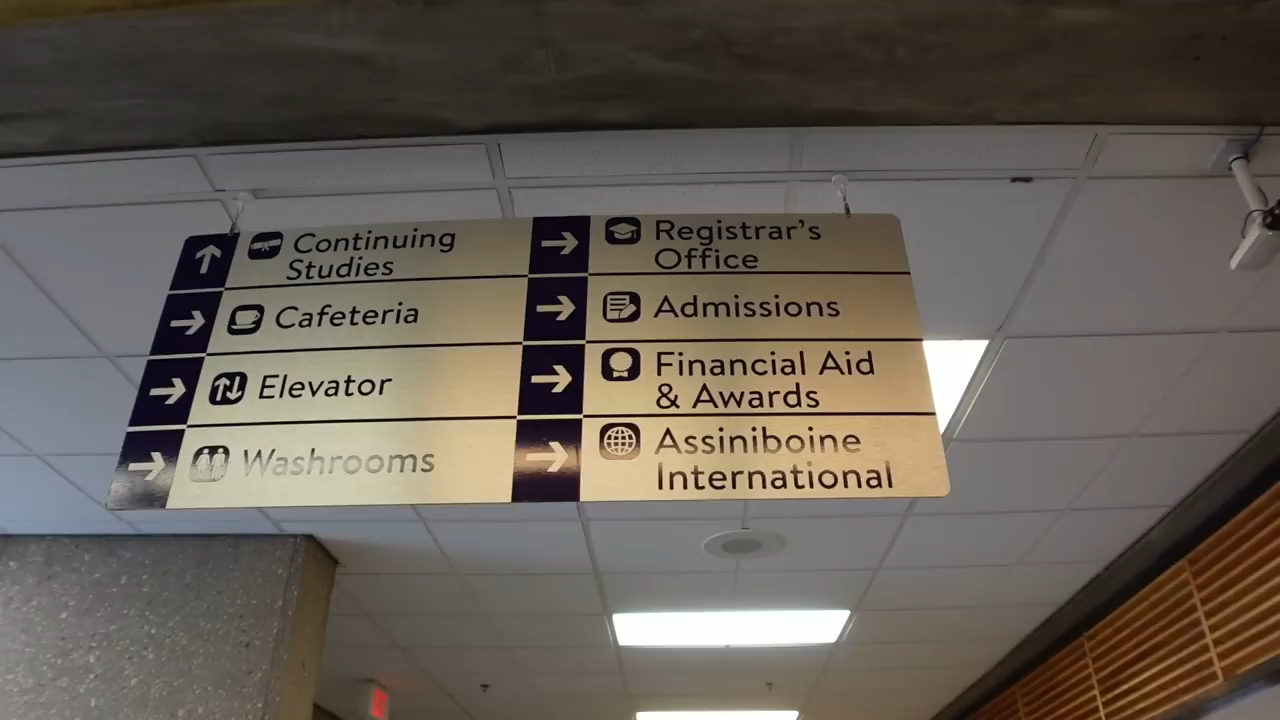 Continuing
Studies
Cafeteria
Elevator
Washrooms
Registrar's
Office
Admissions
Financial Aid
& Awards
Assiniboine
International